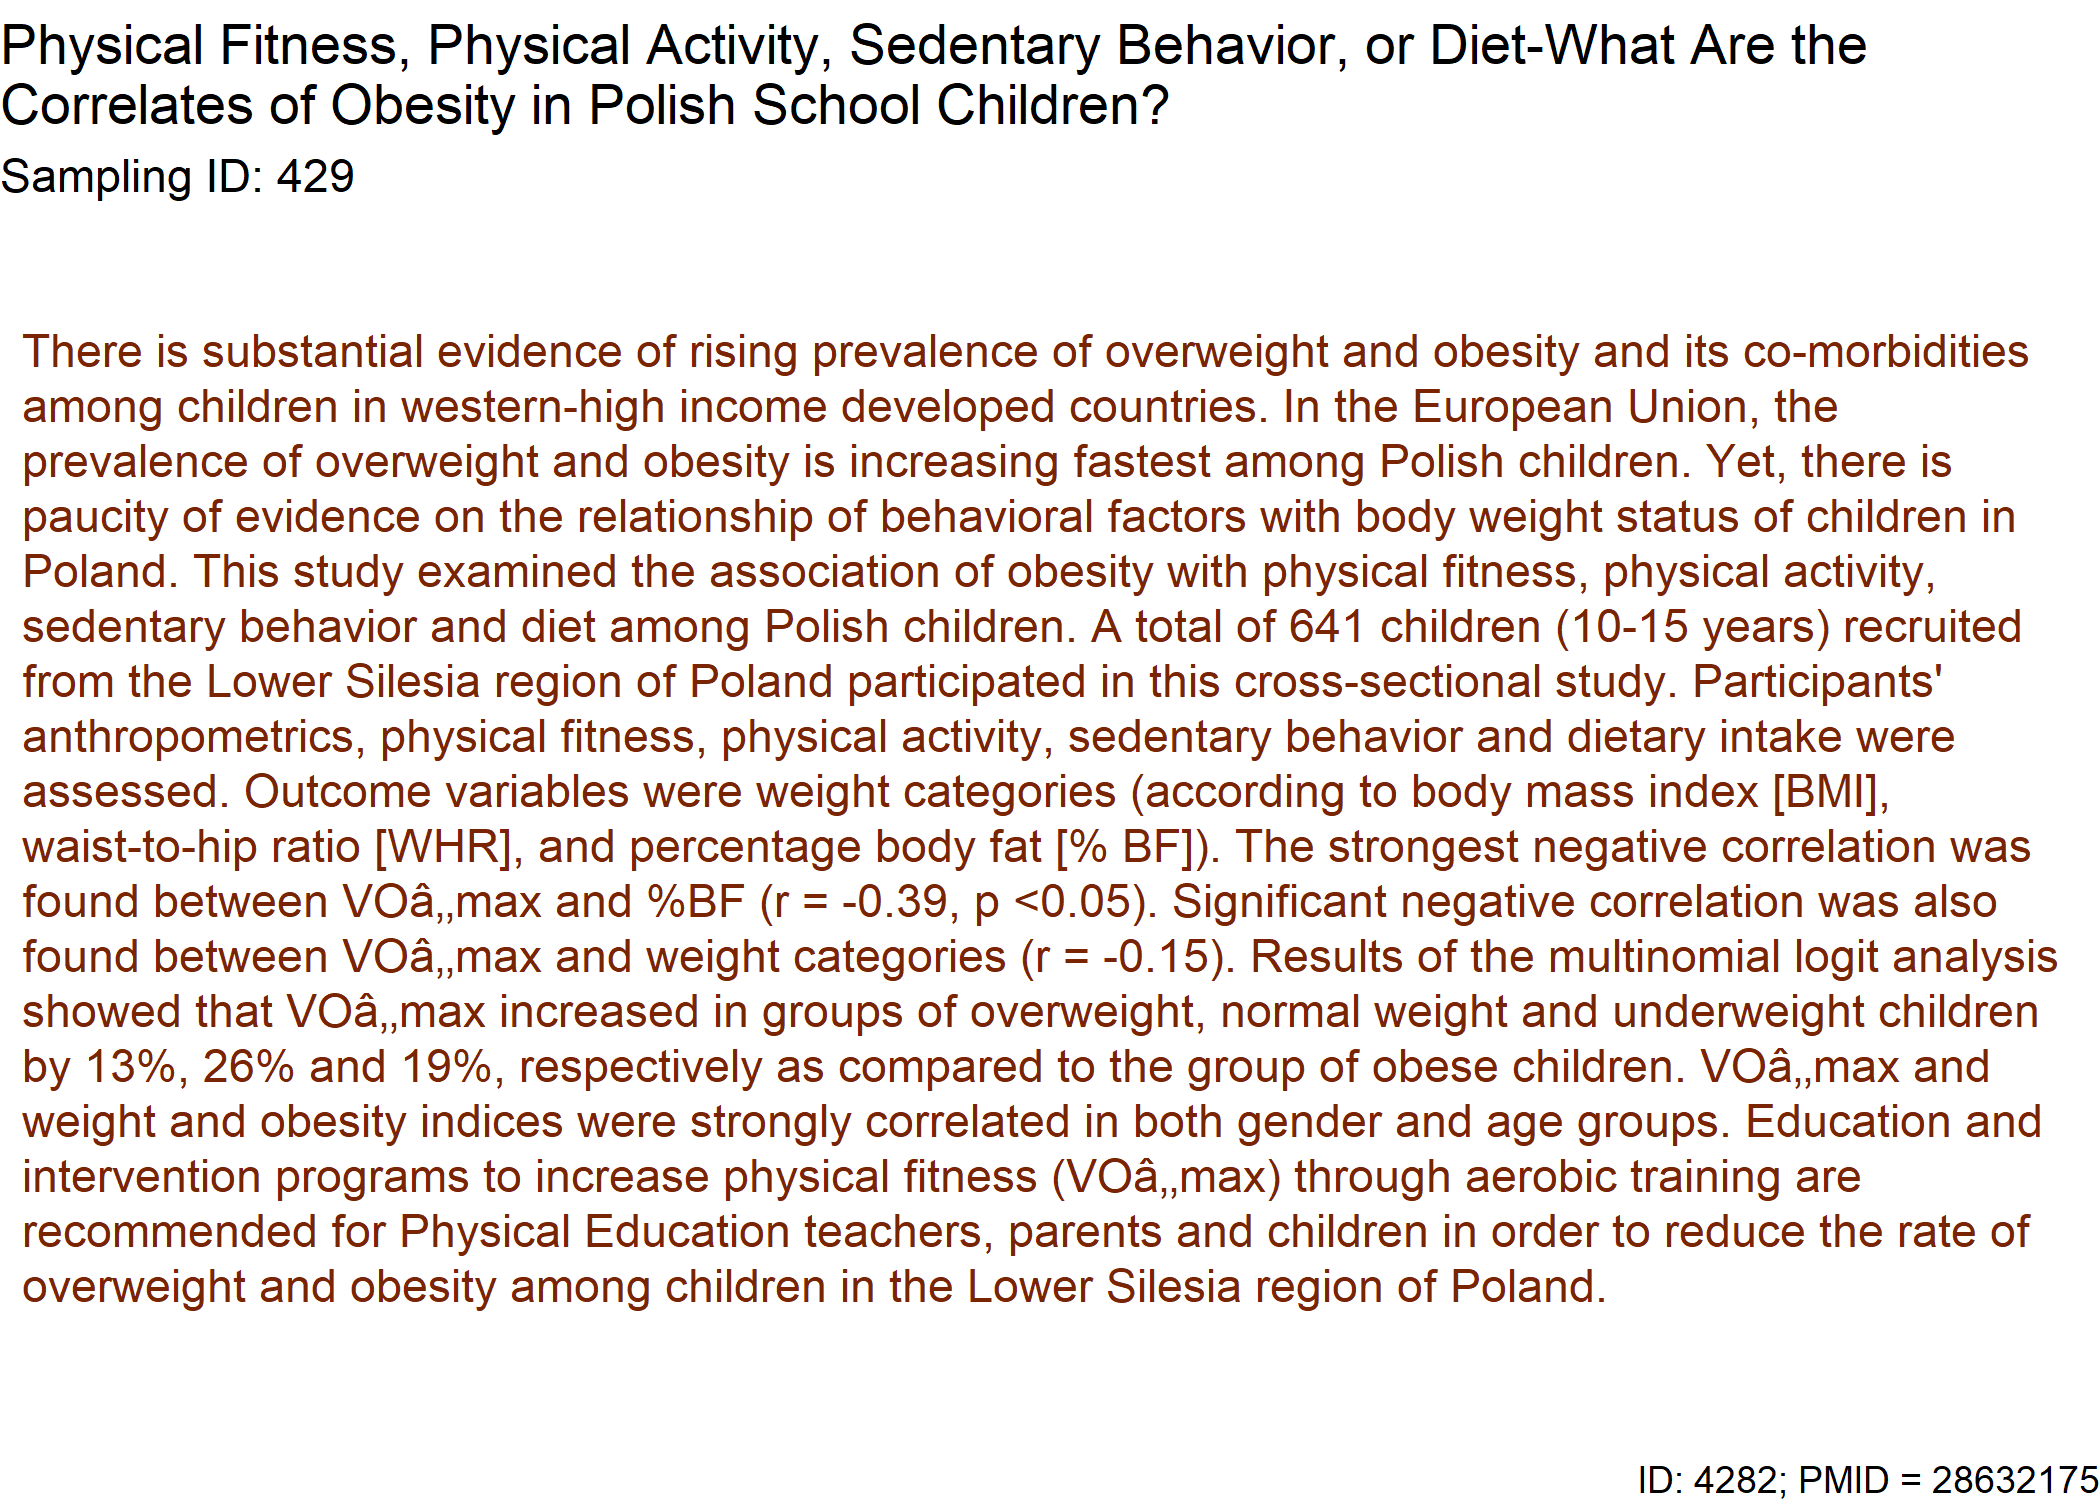 Physical Fitness, Physical Activity, Sedentary Behavior, or Diet-What Are the
Correlates of Obesity in Polish School Children?
Sampling ID: 429
There is substantial evidence of rising prevalence of overweight and obesity and its co-morbidities
among children in western-high income developed countries. In the European Union, the
prevalence of overweight and obesity is increasing fastest among Polish children. Yet, there is
paucity of evidence on the relationship of behavioral factors with body weight status of children in
Poland. This study examined the association of obesity with physical fitness, physical activity,
sedentary behavior and diet among Polish children. A total of 641 children (10-15 years) recruited
from the Lower Silesia region of Poland participated in this cross-sectional study. Participants'
anthropometrics, physical fitness, physical activity, sedentary behavior and dietary intake were
assessed. Outcome variables were weight categories (according to body mass index [BMI],
waist-to-hip ratio [WHR], and percentage body fat [% BF]). The strongest negative correlation was
found between VOâ„max and %BF (r = -0.39, p <0.05). Significant negative correlation was also
found between VOâ„max and weight categories (r = -0.15). Results of the multinomial logit analysis
showed that VOâ„max increased in groups of overweight, normal weight and underweight children
by 13%, 26% and 19%, respectively as compared to the group of obese children. VOâ„max and
weight and obesity indices were strongly correlated in both gender and age groups. Education and
intervention programs to increase physical fitness (VOâ„max) through aerobic training are
recommended for Physical Education teachers, parents and children in order to reduce the rate of
overweight and obesity among children in the Lower Silesia region of Poland.
ID: 4282; PMID = 28632175